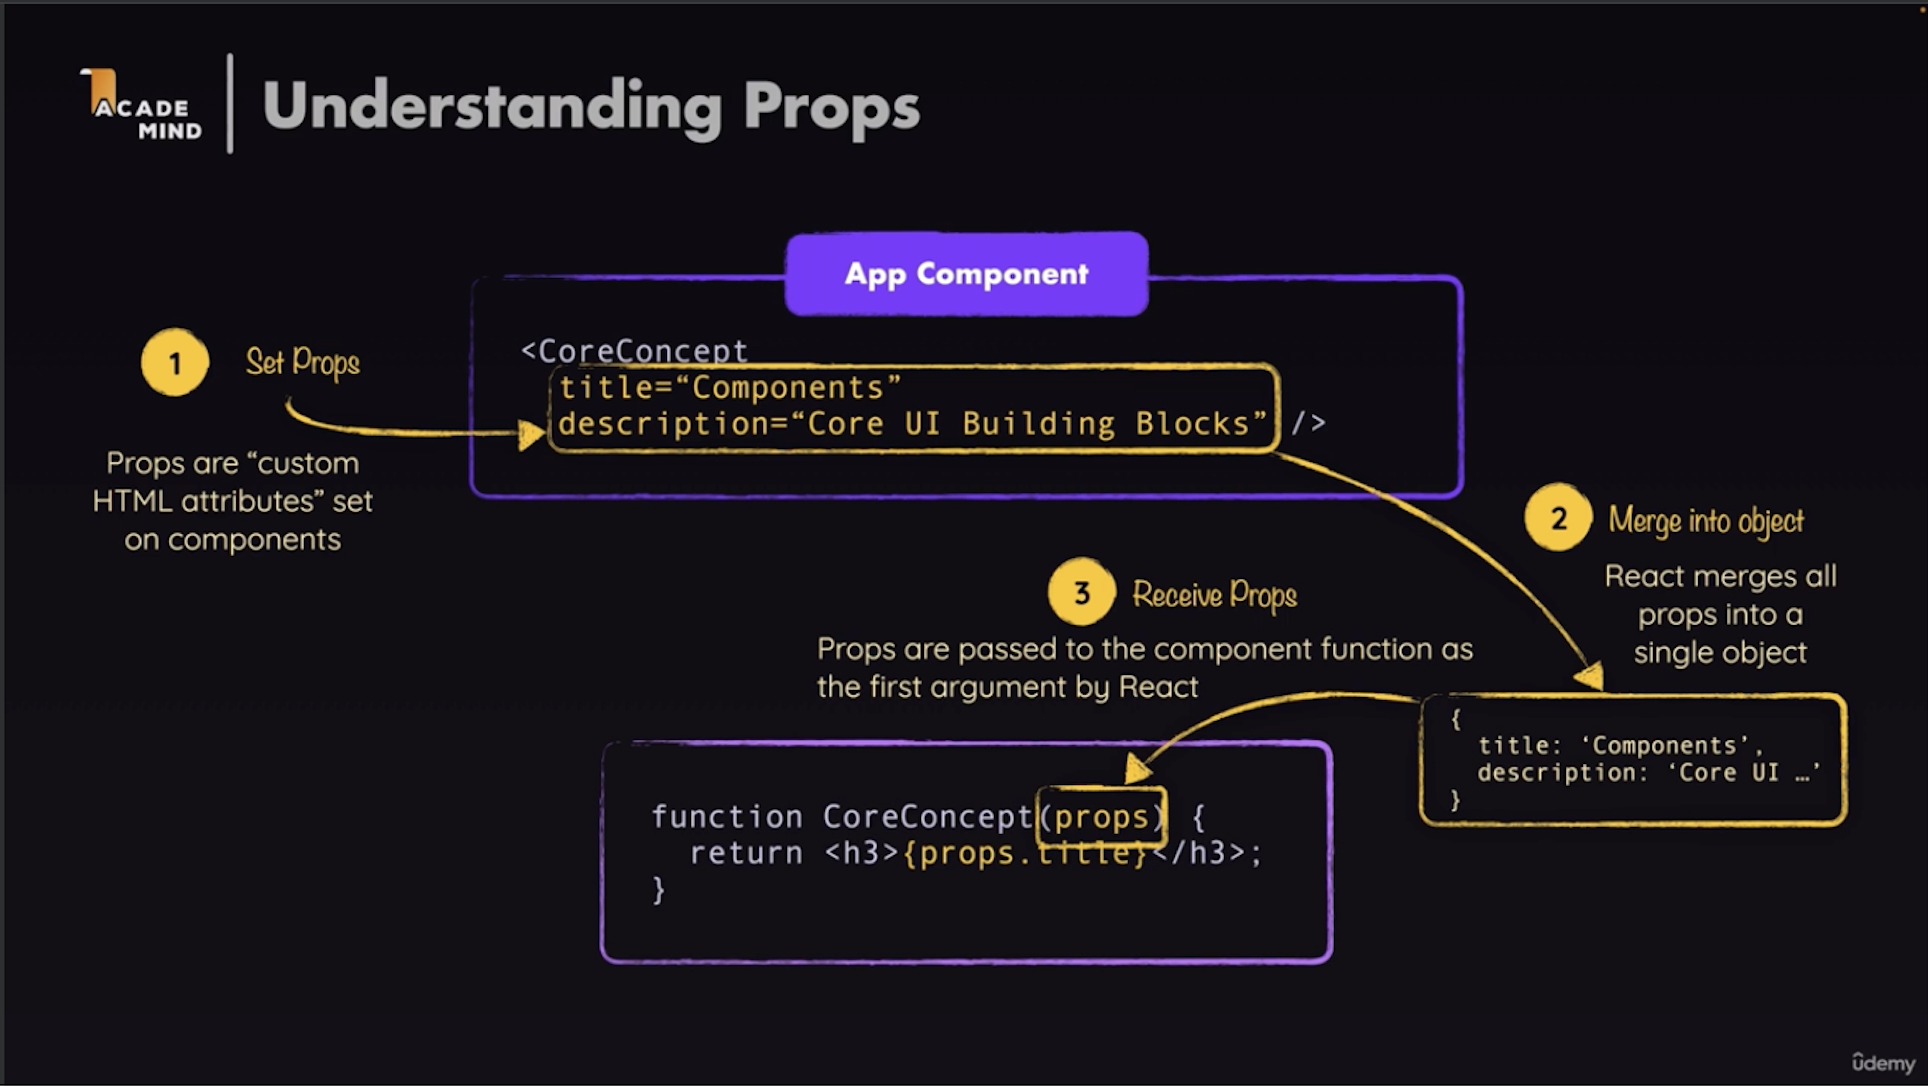 ACADE
MIND
Understanding Props
App Component
1 Set Props
Props are “custom
HTML attributes” set
on components
<CoreConcept
title=“Components”
description=“Core UI Building Blocks” />
2 Merge into object
React merges all
props into a
single object
{
title: ‘Components’,
description: ‘Core UI …’
}
3 Receive Props
Props are passed to the component function as
the first argument by React
function CoreConcept(props) {
return <h3>{props.title}</h3>;
}
ûdemy